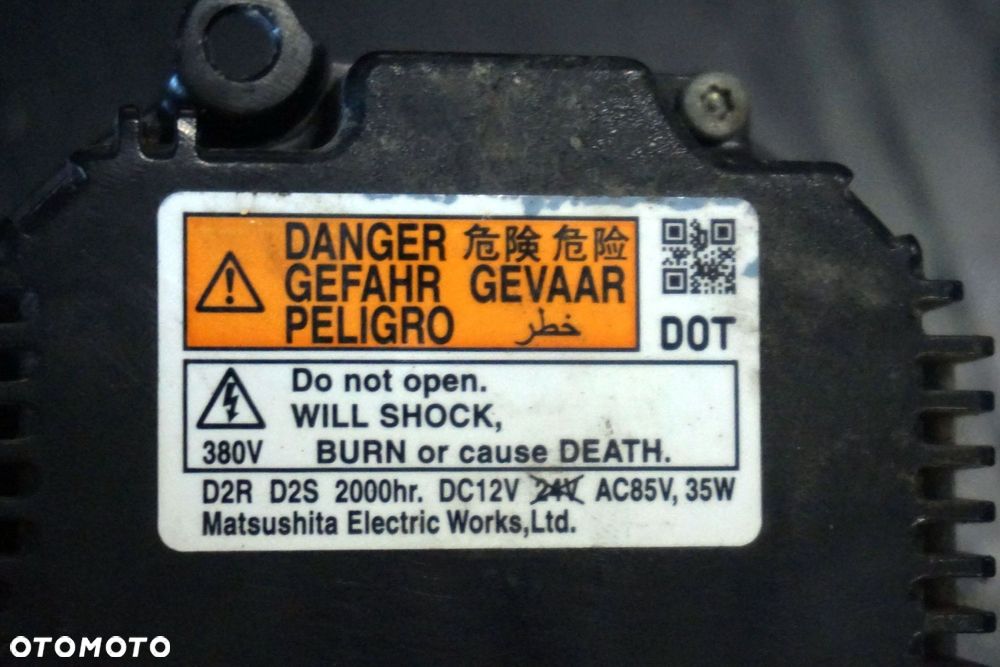 DANGER 危険 危险
GEFAHR GEVAAR
PELIGRO خطر
DOT
Do not open.
WILL SHOCK,
380V BURN or cause DEATH.
D2R D2S 2000hr. DC12V 24V AC85V, 35W
Matsushita Electric Works,Ltd.
OTOMOTO